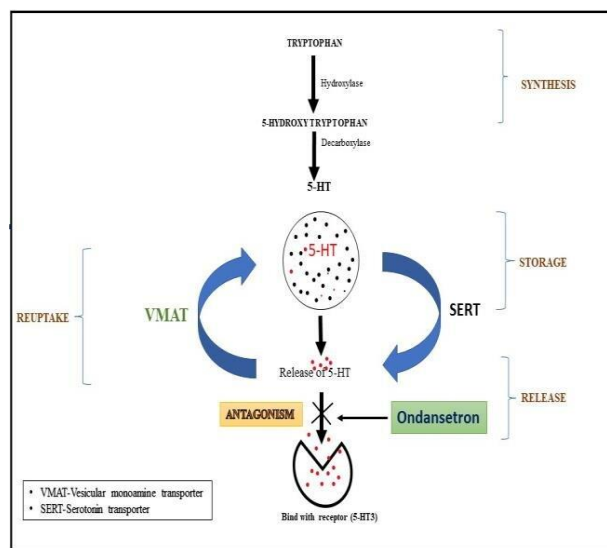 TRYPTOPHAN
Hydroxylase
SYNTHESIS
5-HYDROXYTRYPTOPHAN
Decarboxylase
5-HT
5-HT
STORAGE
REUPTAKE
VMAT
SERT
Release of 5-HT
RELEASE
ANTAGONISM
Ondansetron
• VMAT-Vesicular monoamine transporter
• SERT-Serotonin transporter
Bind with receptor (5-HT3)